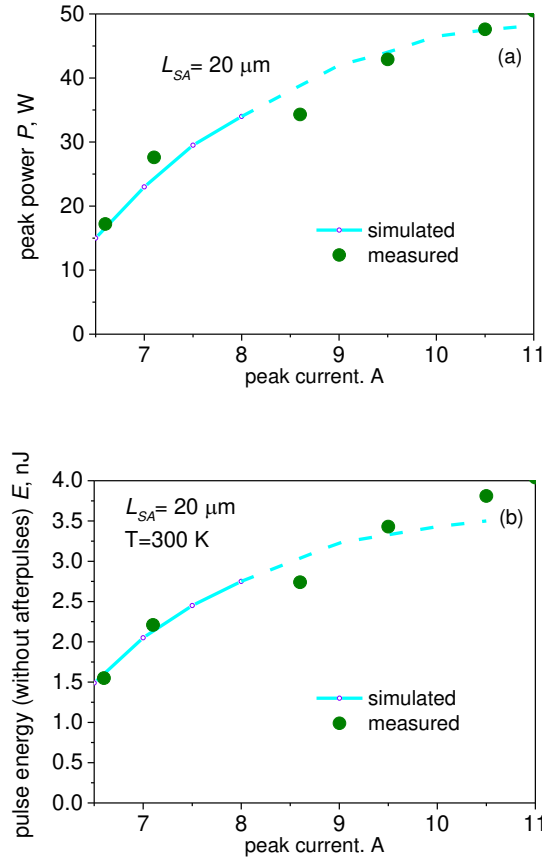 50
40
30
20
10
0
peak power P, W
L_SA= 20 μm
(a)
simulated
measured
7 8 9 10 11
peak current. A
4.0
3.5
3.0
2.5
2.0
1.5
1.0
0.5
0.0
pulse energy (without afterpulses) E, nJ
L_SA= 20 μm
T=300 K
(b)
simulated
measured
7 8 9 10 11
peak current. A